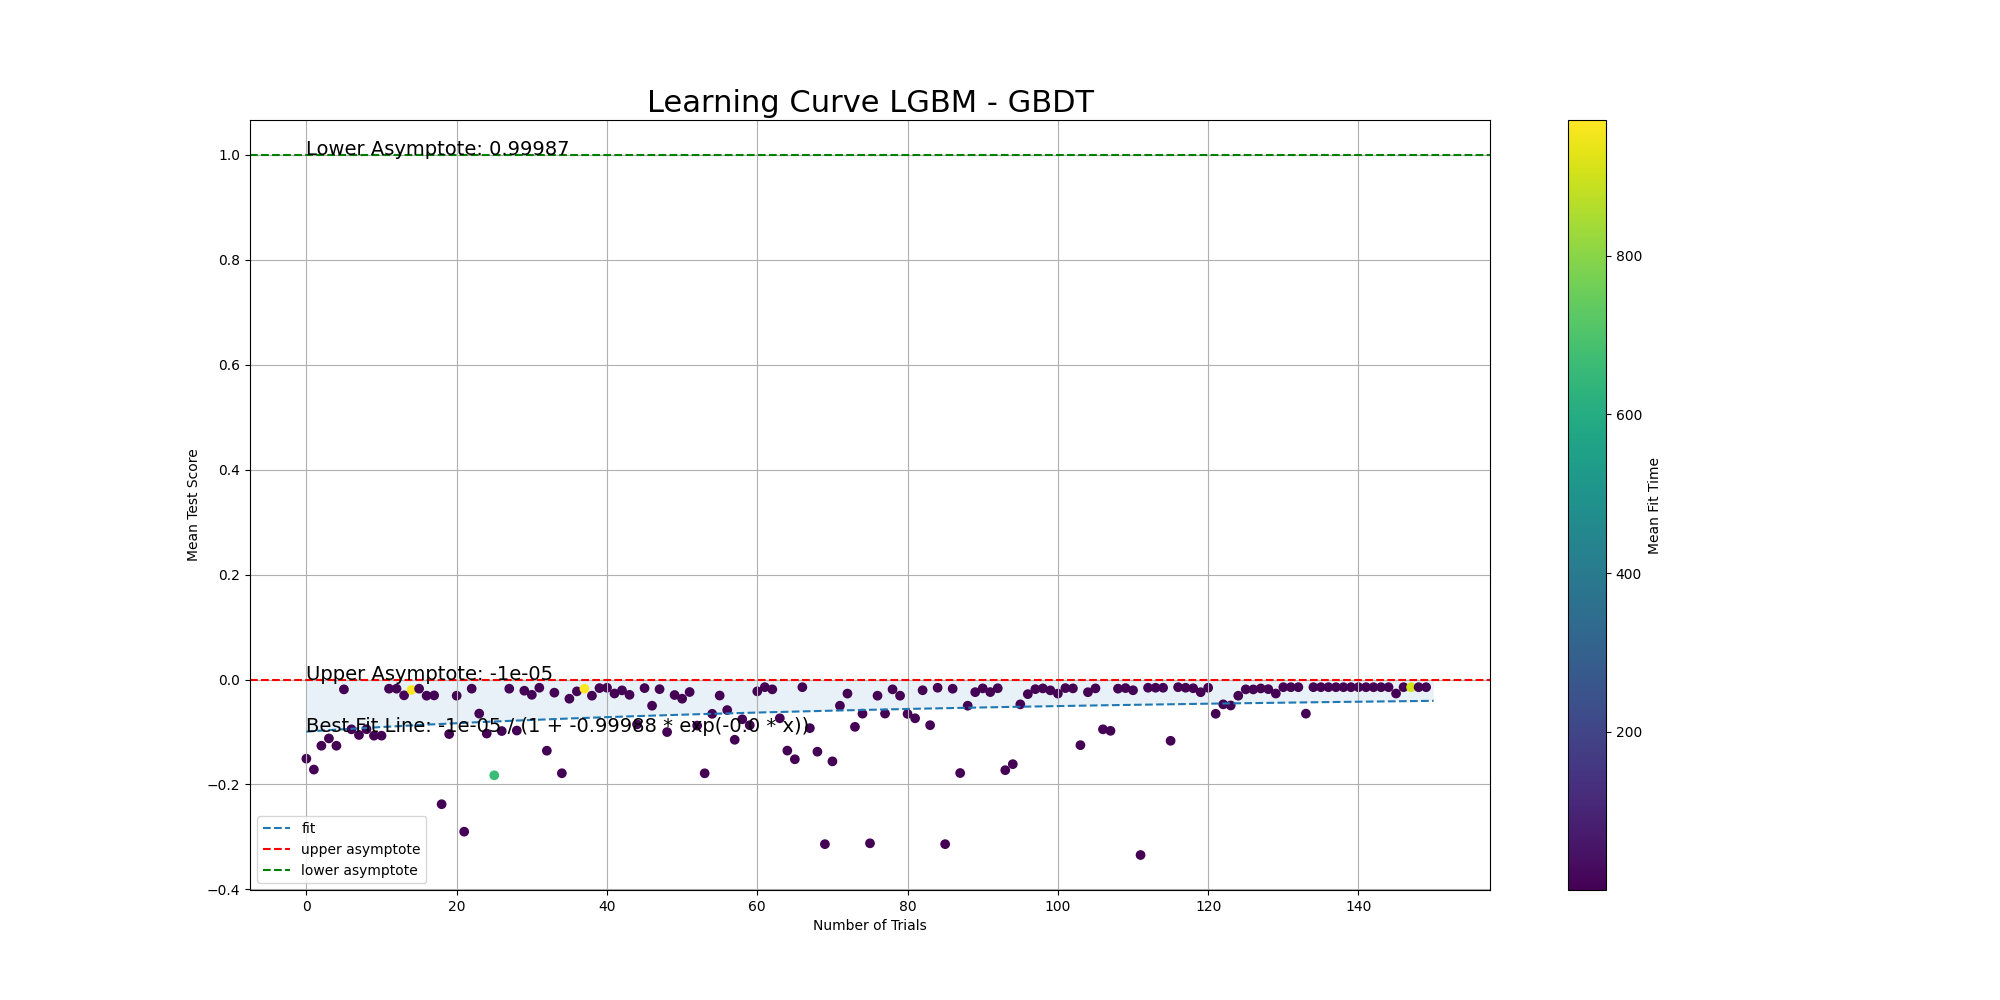 Learning Curve LGBM - GBDT
Lower Asymptote: 0.99987
Upper Asymptote: -1e-05
Best Fit Line: -1e-05 / (1 + -0.99988 * exp(-0.0 * x))
Mean Test Score
1.0
0.8
0.6
0.4
0.2
0.0
−0.2
−0.4
fit
upper asymptote
lower asymptote
0 20 40 60 80 100 120 140
Number of Trials
800
600
400
200
Mean Fit Time